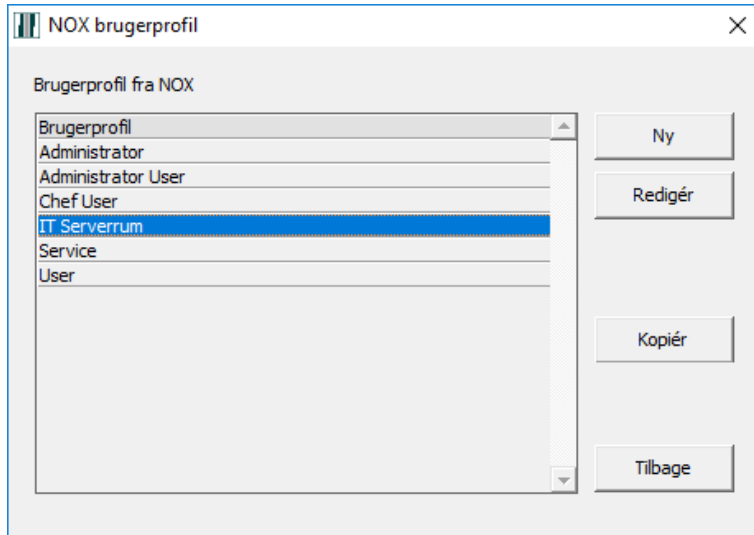 NOX brugerprofil
Brugerprofil fra NOX
Brugerprofil
Administrator
Administrator User
Chef User
IT Serverrum
Service
User
Ny
Redigér
Kopiér
Tilbage